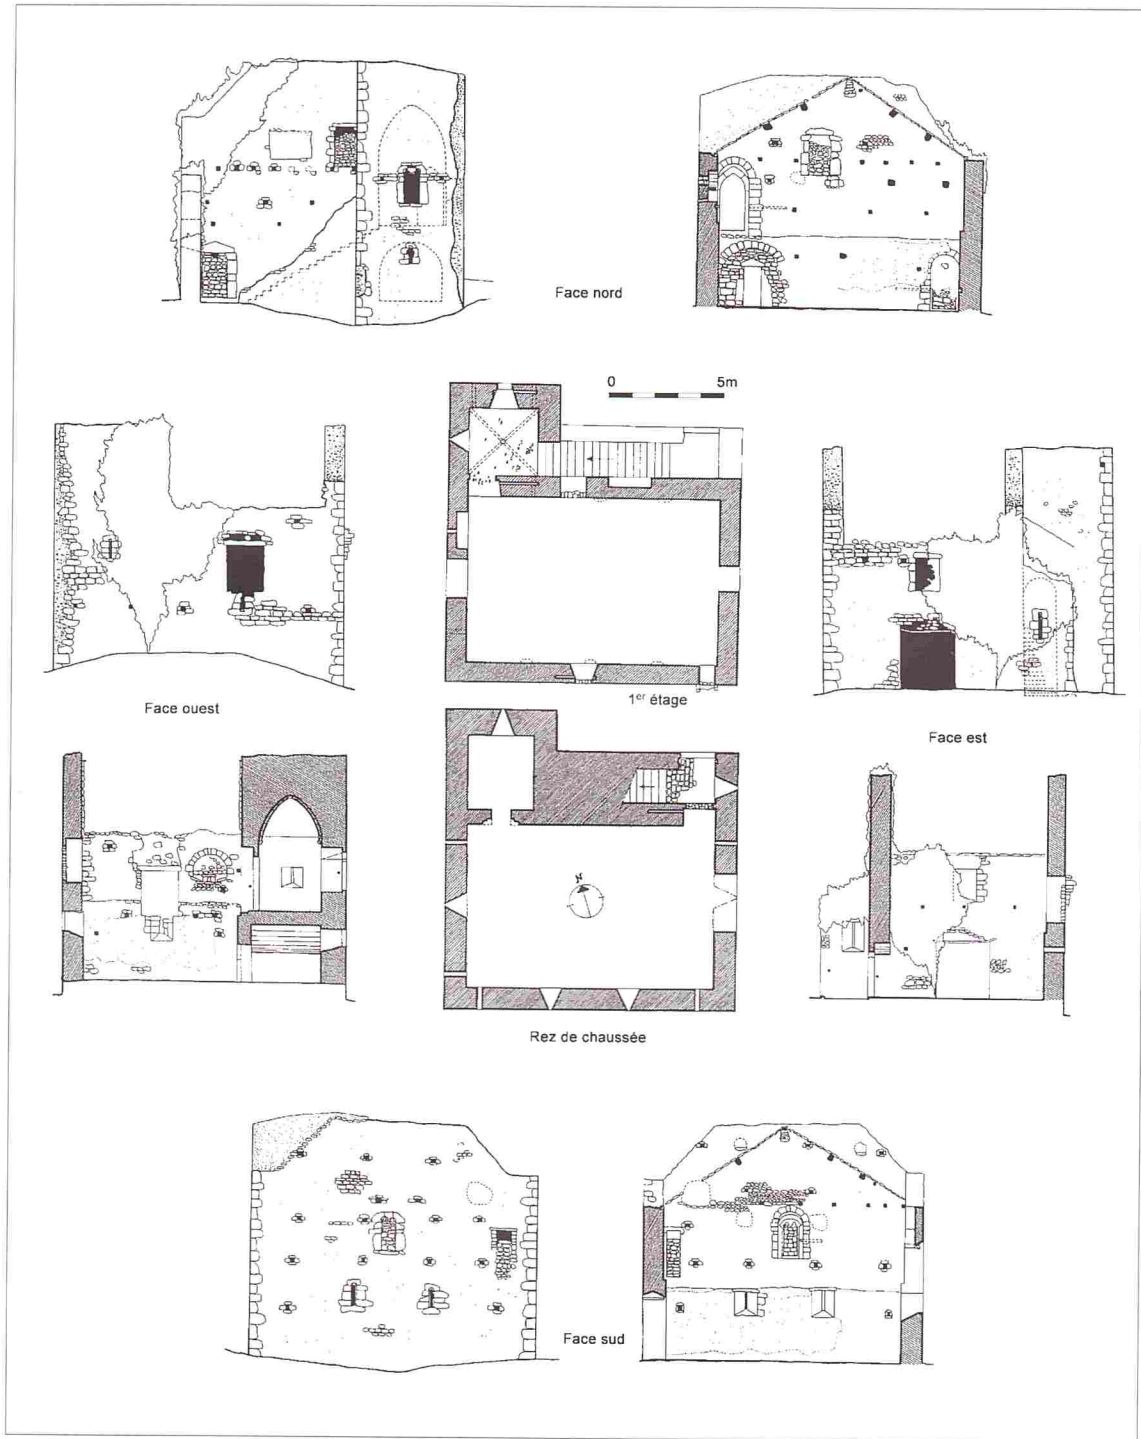 Face nord
0 5m
Face ouest
1er étage
Face est
N
Rez de chaussée
Face sud